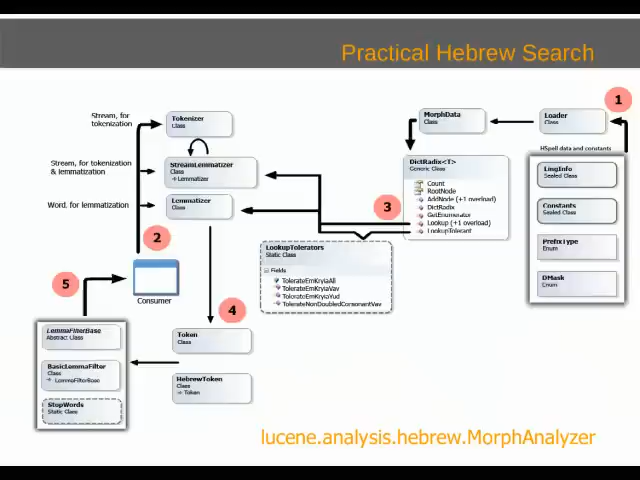 Practical Hebrew Search
1
Stream, for
tokenization
Tokenizer
Class
MorphData
Class
Loader
Class
HSpell data and constants
Stream, for tokenization
& lemmatization
StreamLemmatizer
Class
→ Lemmatizer
DictRadix<T>
Generic Class
Count
RootNode
AddNode (+1 overload)
DictRadix
GetEnumerator
Lookup (+1 overload)
LookupTolerant
LingInfo
Sealed Class
Word, for lemmatization
Lemmatizer
Class
3
Constants
Sealed Class
2
LookupTolerators
Static Class
Fields
TolerateEmKryiaAll
TolerateEmKryiaVav
TolerateEmKryiaYud
TolerateNonDoubledConsonantVav
PrefixType
Enum
DMask
Enum
5
Consumer
4
LemmaFilterBase
Abstract Class
Token
Class
BasicLemmaFilter
Class
→ LemmaFilterBase
HebrewToken
Class
→ Token
StopWords
Static Class
lucene.analysis.hebrew.MorphAnalyzer